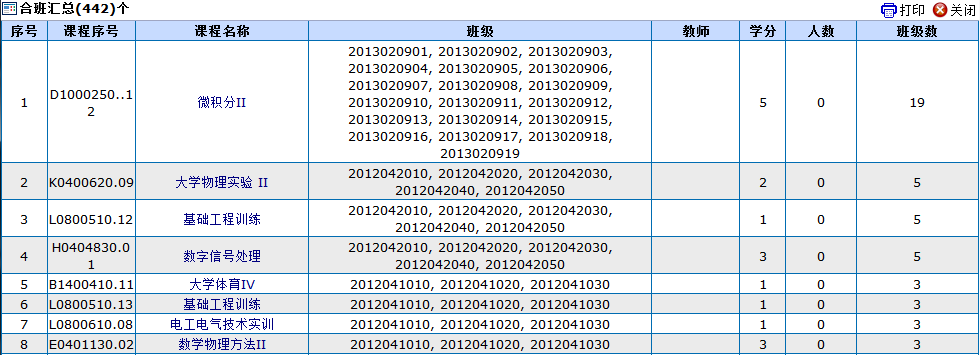 合班汇总(442)个
打印 关闭
序号 课程序号 课程名称 班级 教师 学分 人数 班级数
1 D1000250..12 微积分II 2013020901, 2013020902, 2013020903,
2013020904, 2013020905, 2013020906,
2013020907, 2013020908, 2013020909,
2013020910, 2013020911, 2013020912,
2013020913, 2013020914, 2013020915,
2013020916, 2013020917, 2013020918,
2013020919 5 0 19
2 K0400620.09 大学物理实验 II 2012042010, 2012042020, 2012042030,
2012042040, 2012042050 2 0 5
3 L0800510.12 基础工程训练 2012042010, 2012042020, 2012042030,
2012042040, 2012042050 1 0 5
4 H0404830.01 数字信号处理 2012042010, 2012042020, 2012042030,
2012042040, 2012042050 3 0 5
5 B1400410.11 大学体育IV 2012041010, 2012041020, 2012041030 1 0 3
6 L0800510.13 基础工程训练 2012041010, 2012041020, 2012041030 1 0 3
7 L0800610.08 电工电气技术实训 2012041010, 2012041020, 2012041030 1 0 3
8 E0401130.02 数学物理方法II 2012041010, 2012041020, 2012041030 3 0 3